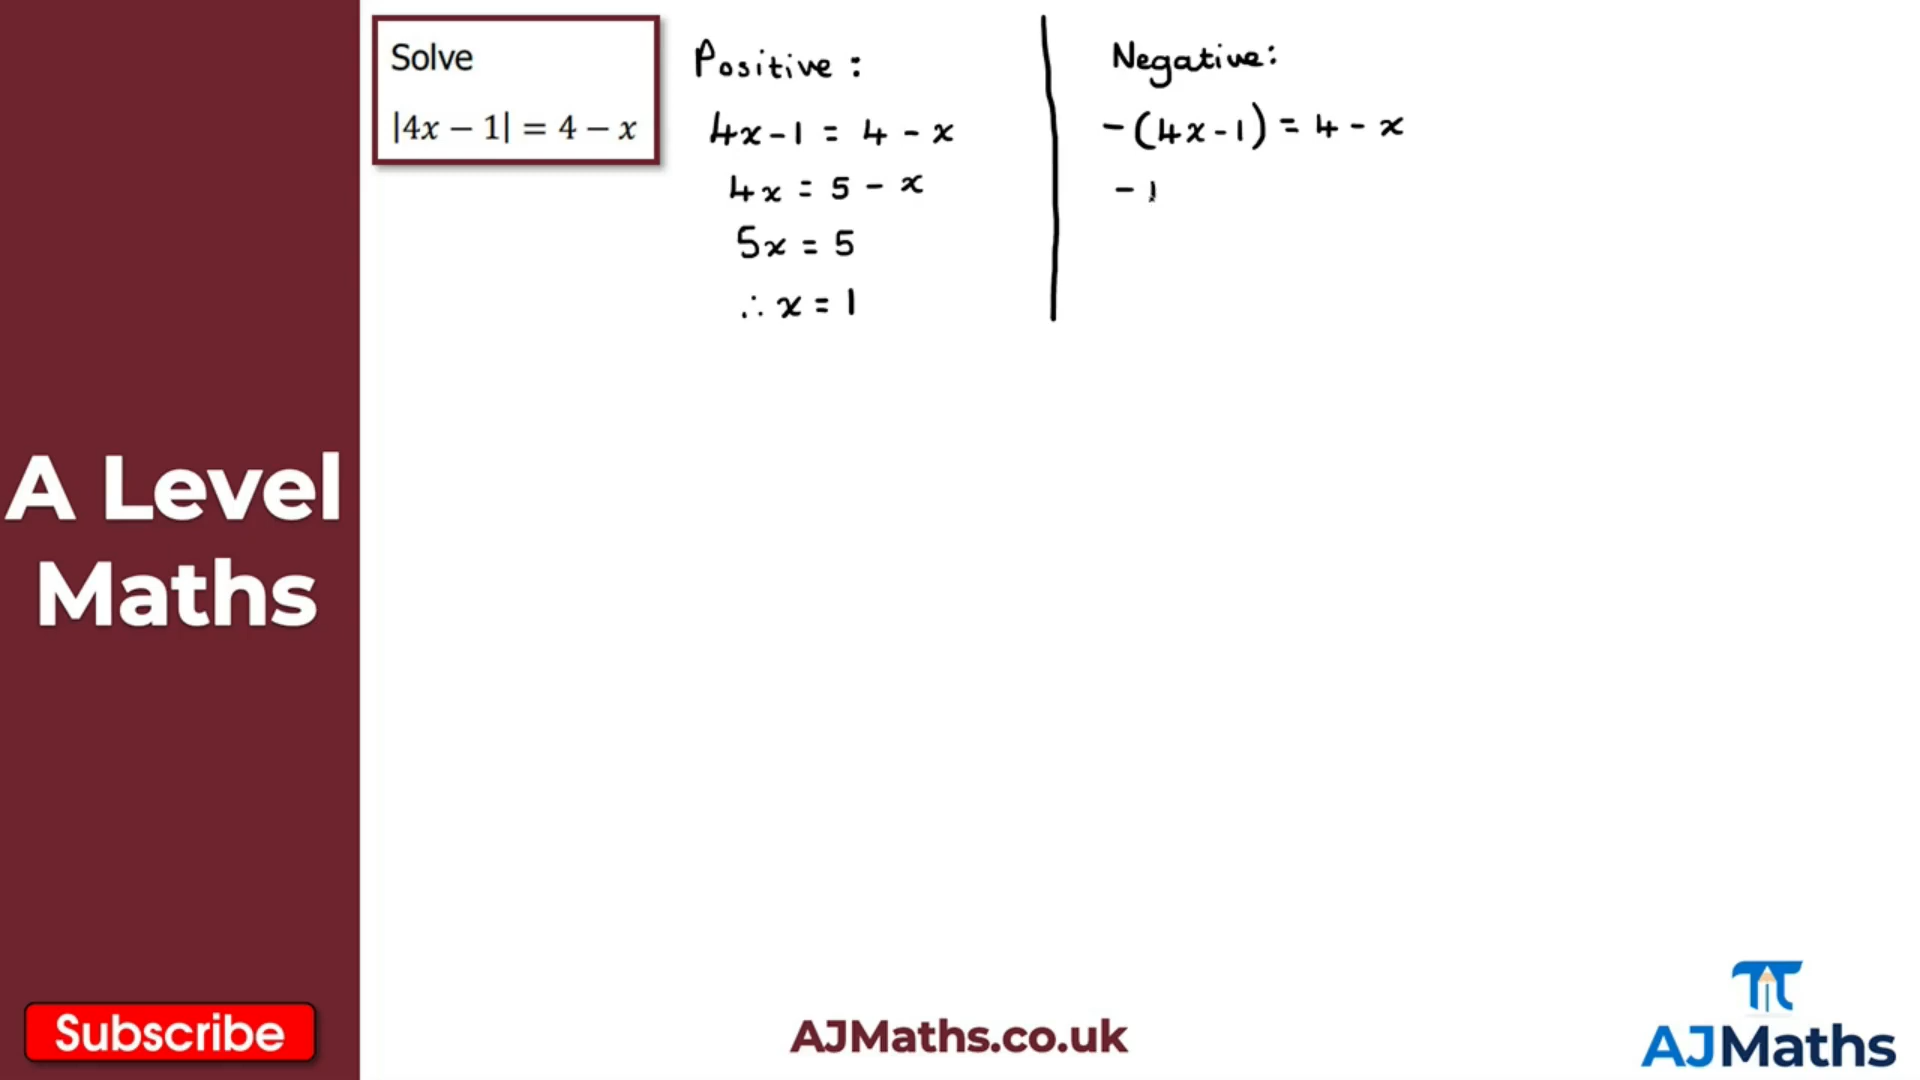 Solve
|4x − 1| = 4 − x
Positive :
4x - 1 = 4 - x
4x = 5 - x
5x = 5
∴ x = 1
Negative:
-(4x-1) = 4 - x
A Level
Maths
Subscribe
AJMaths.co.uk
AJMaths